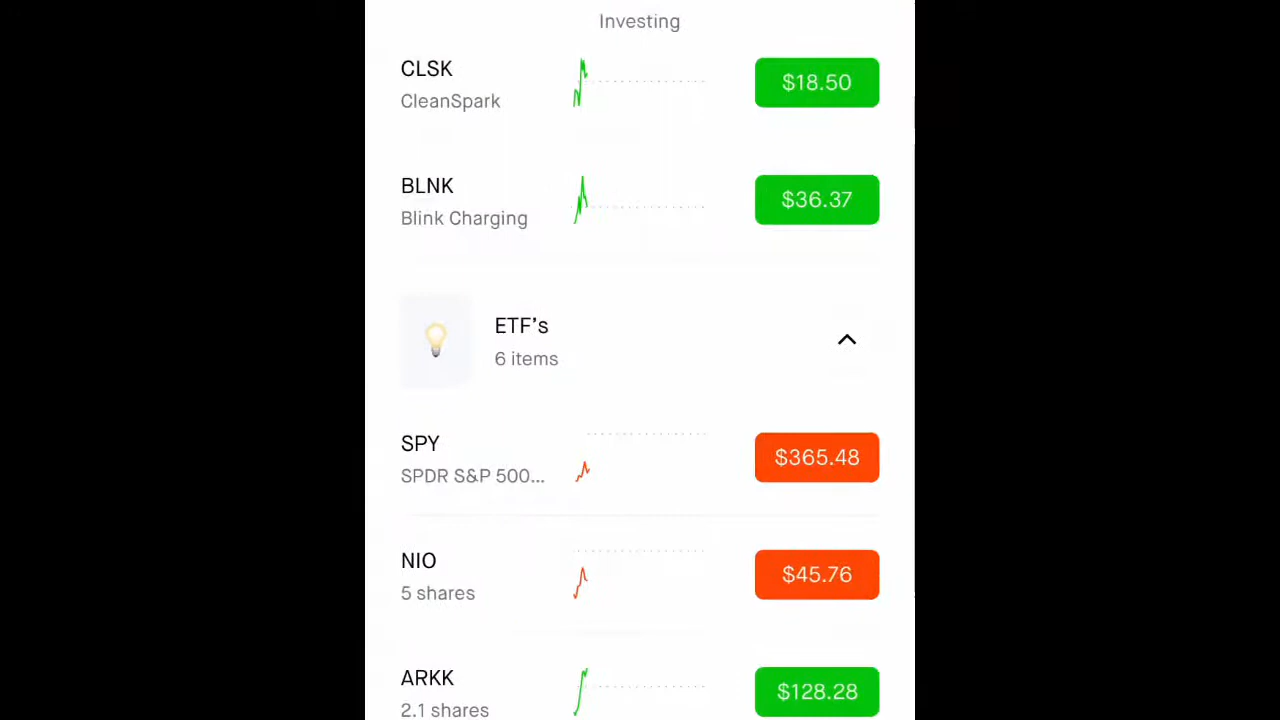 Investing
CLSK
CleanSpark
$18.50
BLNK
Blink Charging
$36.37
ETF’s
6 items
SPY
SPDR S&P 500...
$365.48
NIO
5 shares
$45.76
ARKK
2.1 shares
$128.28